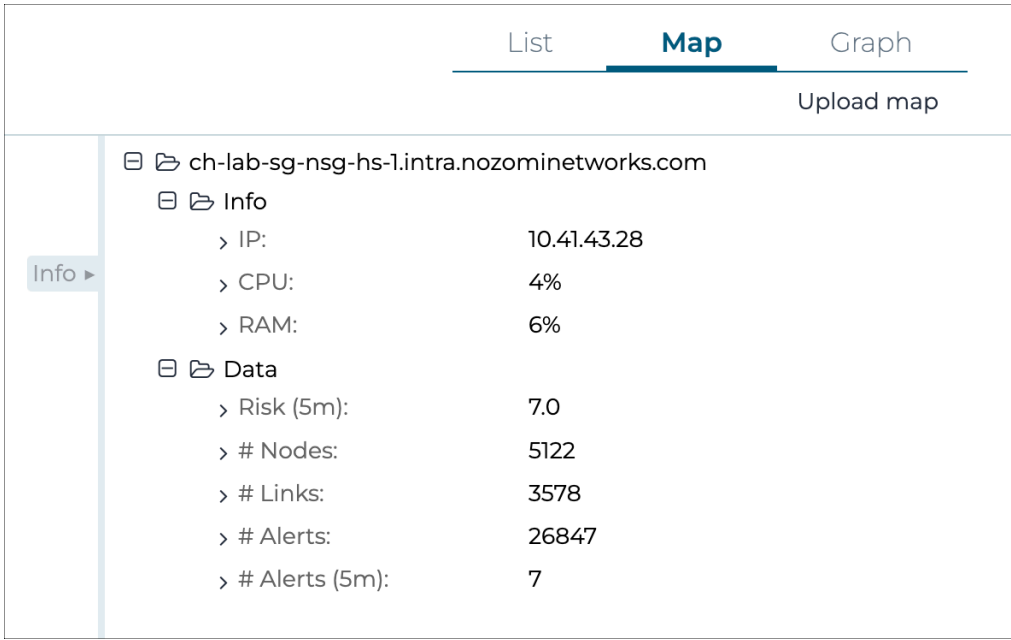 List Map Graph
Upload map
ch-lab-sg-nsg-hs-1.intra.nozominetworks.com
Info
IP: 10.41.43.28
Info ▸
CPU: 4%
RAM: 6%
Data
Risk (5m): 7.0
# Nodes: 5122
# Links: 3578
# Alerts: 26847
# Alerts (5m): 7